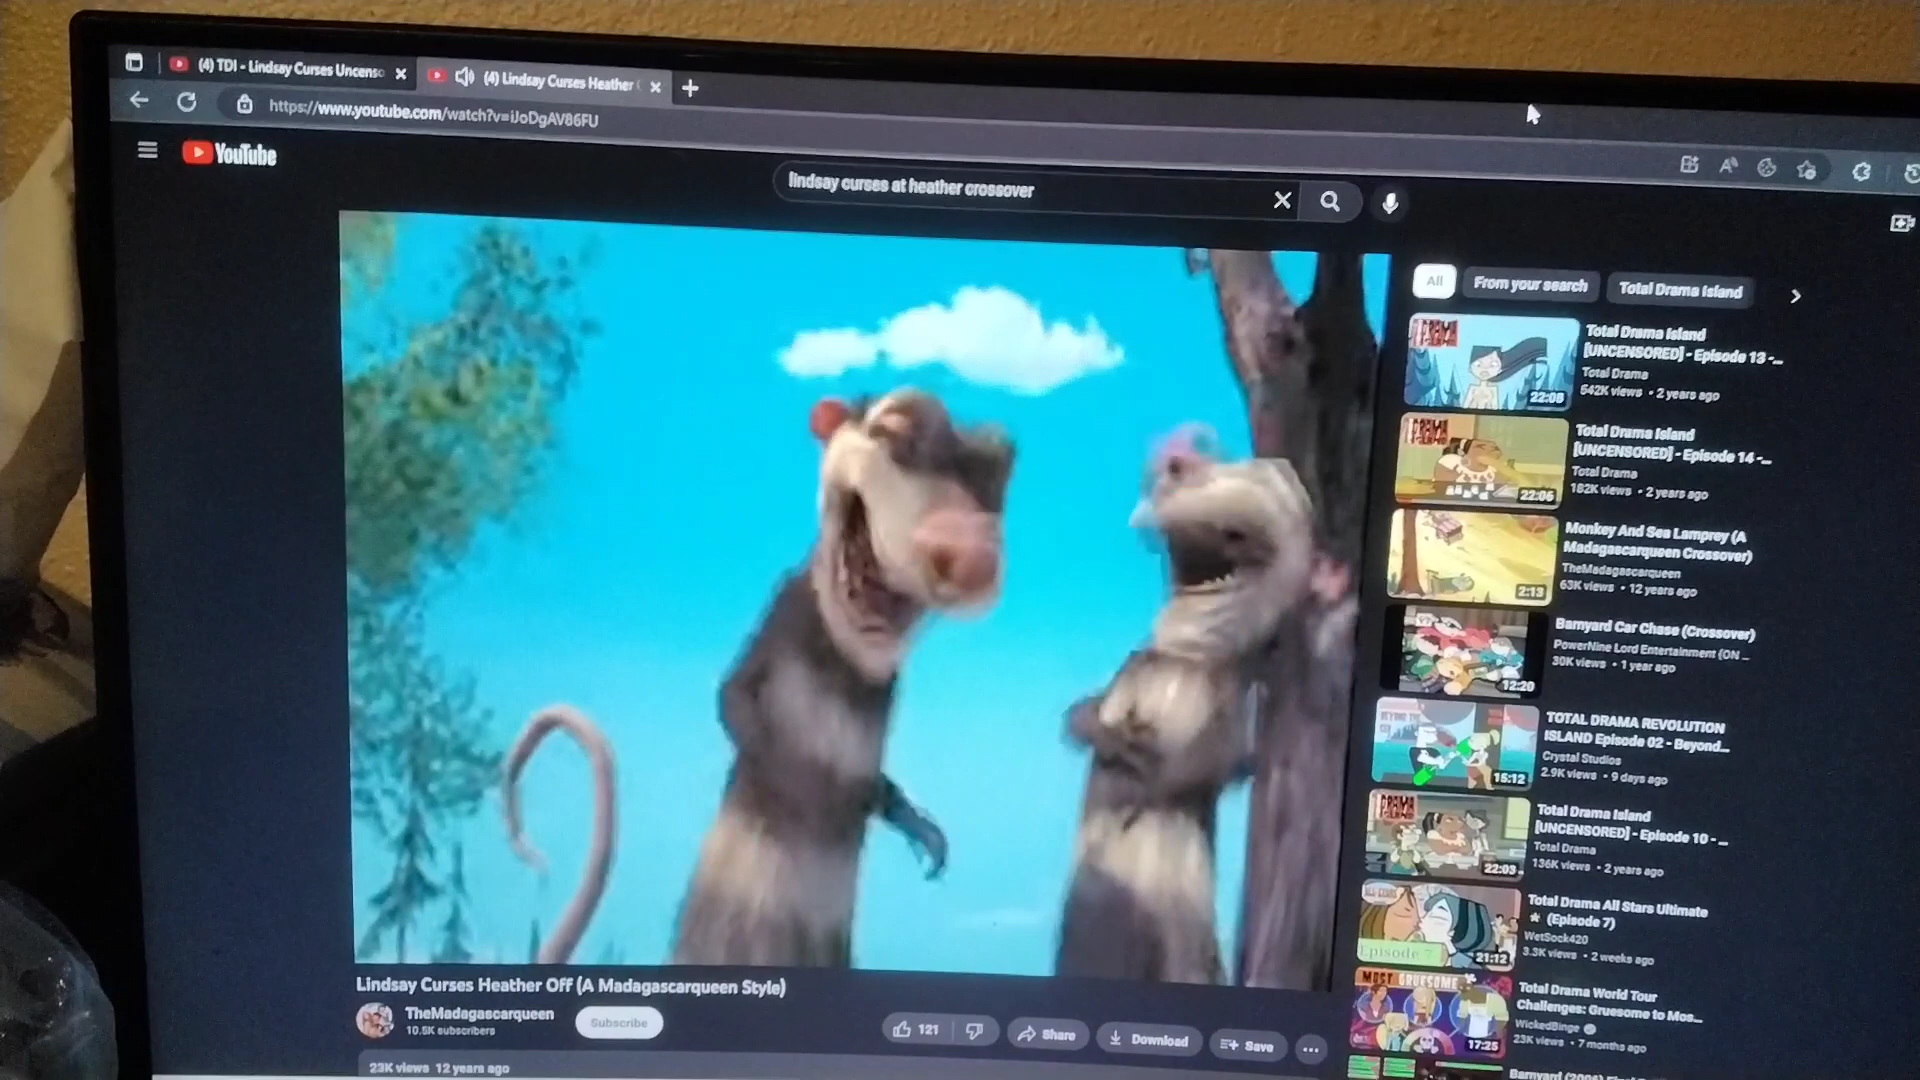 (4) TDI - Lindsay Curses Uncenso
(4) Lindsay Curses Heather
https://www.youtube.com/watch?v=iJoDgAV86FU
YouTube
lindsay curses at heather crossover
All
From your search
Total Drama Island
Total Drama Island
[UNCENSORED] - Episode 13 -...
Total Drama
642K views • 2 years ago
22:05
Total Drama Island
[UNCENSORED] - Episode 14 -...
Total Drama
182K views • 2 years ago
22:06
Monkey And Sea Lamprey (A
Madagascarqueen Crossover)
TheMadagascarqueen
63K views • 12 years ago
2:13
Barnyard Car Chase (Crossover)
PowerNine Lord Entertainment (ON ...
30K views • 1 year ago
12:20
TOTAL DRAMA REVOLUTION
ISLAND Episode 02 - Beyond...
Crystal Studios
2.9K views • 9 days ago
15:12
Total Drama Island
[UNCENSORED] - Episode 10 - ...
Total Drama
136K views • 2 years ago
22:03
Total Drama All Stars Ultimate
★ (Episode 7)
WetSock420
3.3K views • 2 weeks ago
Episode 7
21:12
MOST GRUESOME
Total Drama World Tour
Challenges: Gruesome to Mos...
WickedBinge
23K views • 7 months ago
17:25
Lindsay Curses Heather Off (A Madagascarqueen Style)
TheMadagascarqueen
10.5K subscribers
Subscribe
121
Share
Download
Save
23K views 12 years ago